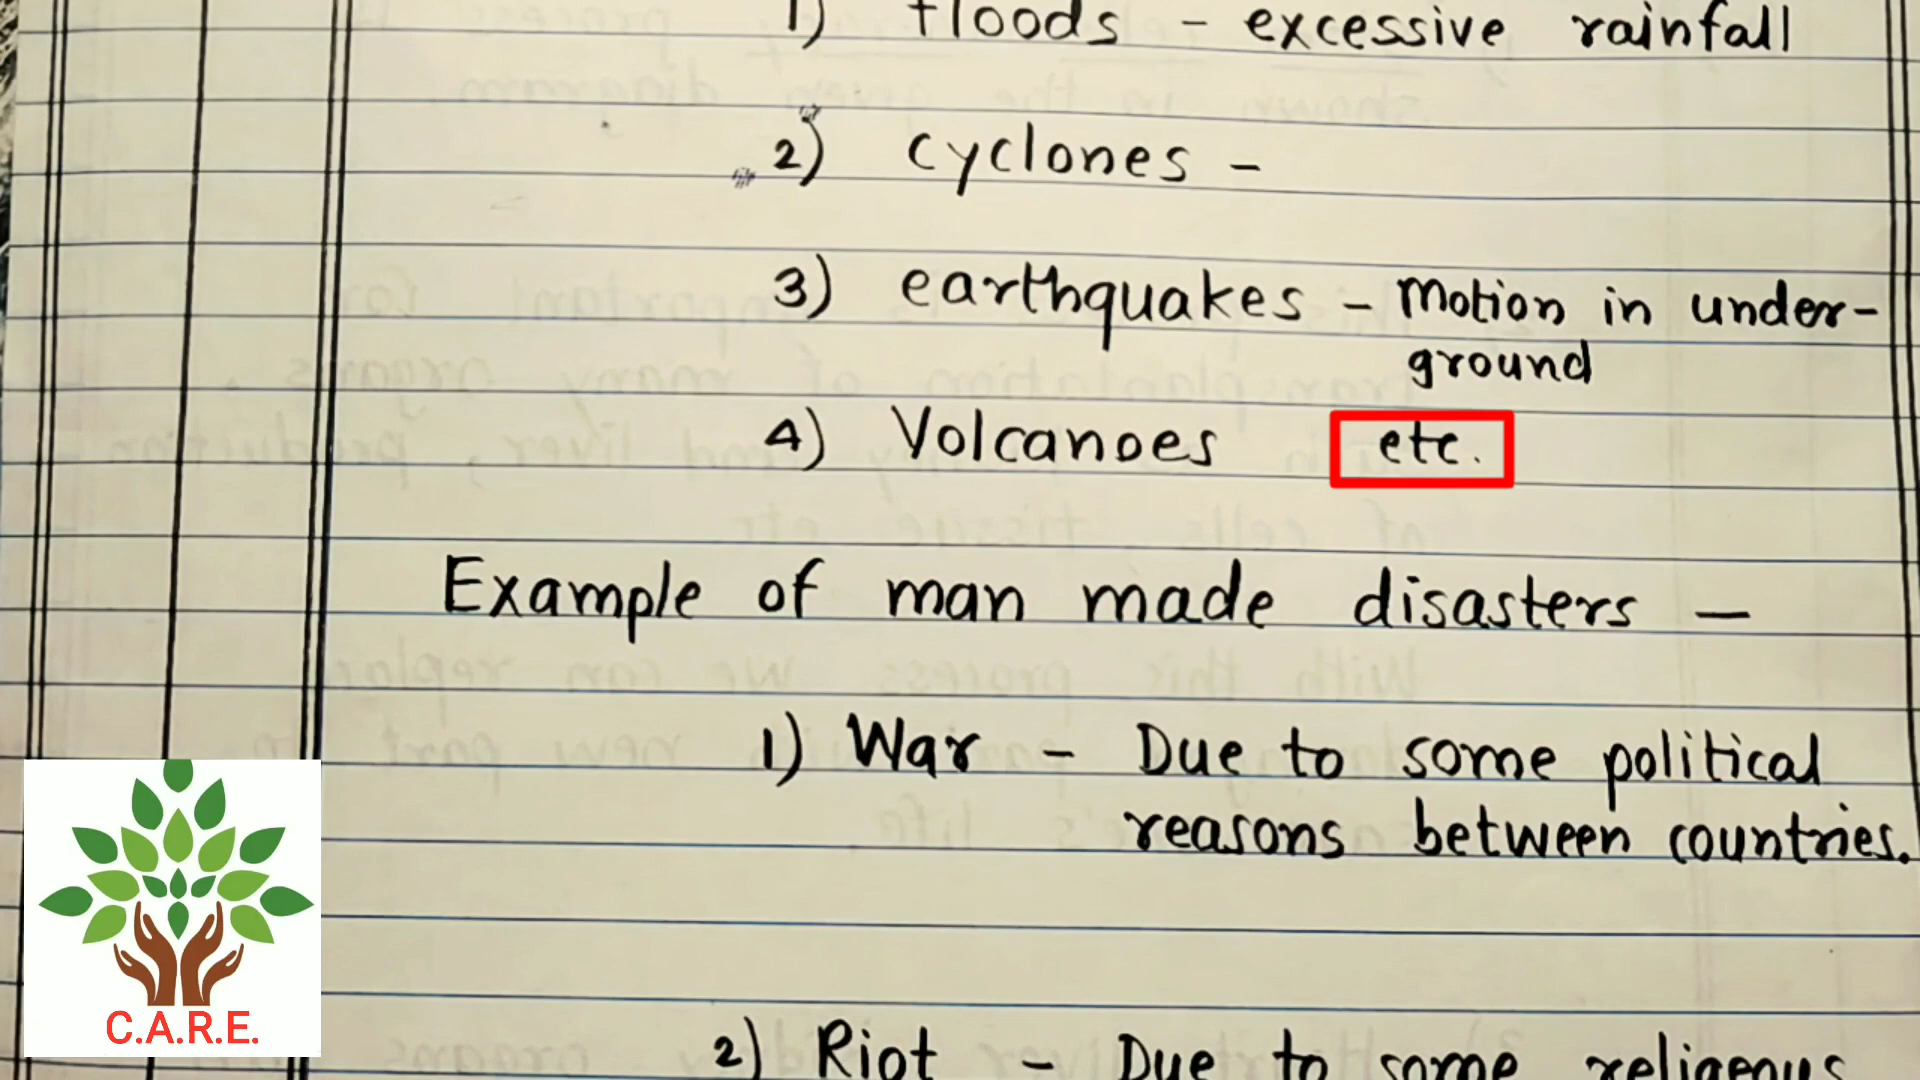 1) floods - excessive rainfall
2) cyclones -
3) earthquakes - Motion in under-
ground
4) Volcanoes etc.
Example of man made disasters -
1) War - Due to some political
reasons between countries.
2) Riot - Due to some religeous
C.A.R.E.